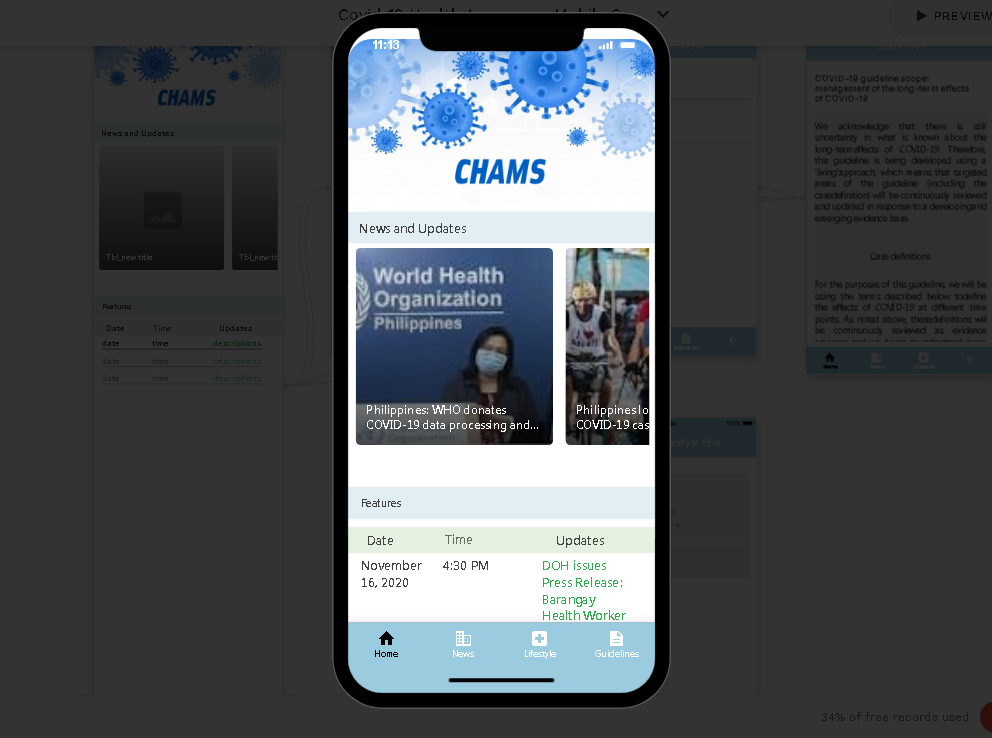 PREVIEW
11:13
CHAMS
News and Updates
World Health
Organization
Philippines
Philippines: WHO donates
COVID-19 data processing and...
Philippines lo
COVID-19 cas
Features
Date Time Updates
November 4:30 PM DOH issues
16, 2020 Press Release:
Barangay
Health Worker
Home News Lifestyle Guidelines
CHAMS
News and Updates
Tbl_new title
Tbl_new ti
Features
Date Time Updates
date time descriptions
date time descriptions
date time descriptions
COVID-19 guideline scope:
management of the long-term effects
of COVID-19
We acknowledge that there is still
uncertainty in what is known about the
long-term effects of COVID-19. Therefore,
this guideline is being developed using a
'living'approach, which means that targeted
areas of the guideline (including the
casedefinition) will be continuously reviewed
and updated in response to a developingand
emerging evidence base.
Case definitions
For the purposes of this guideline, we will be
using the terms described below todefine
the effects of COVID-19 at different time
points. As noted above, thesedefinitions will
be continuously reviewed as evidence
Home
100%
estyle title
34% of free records used